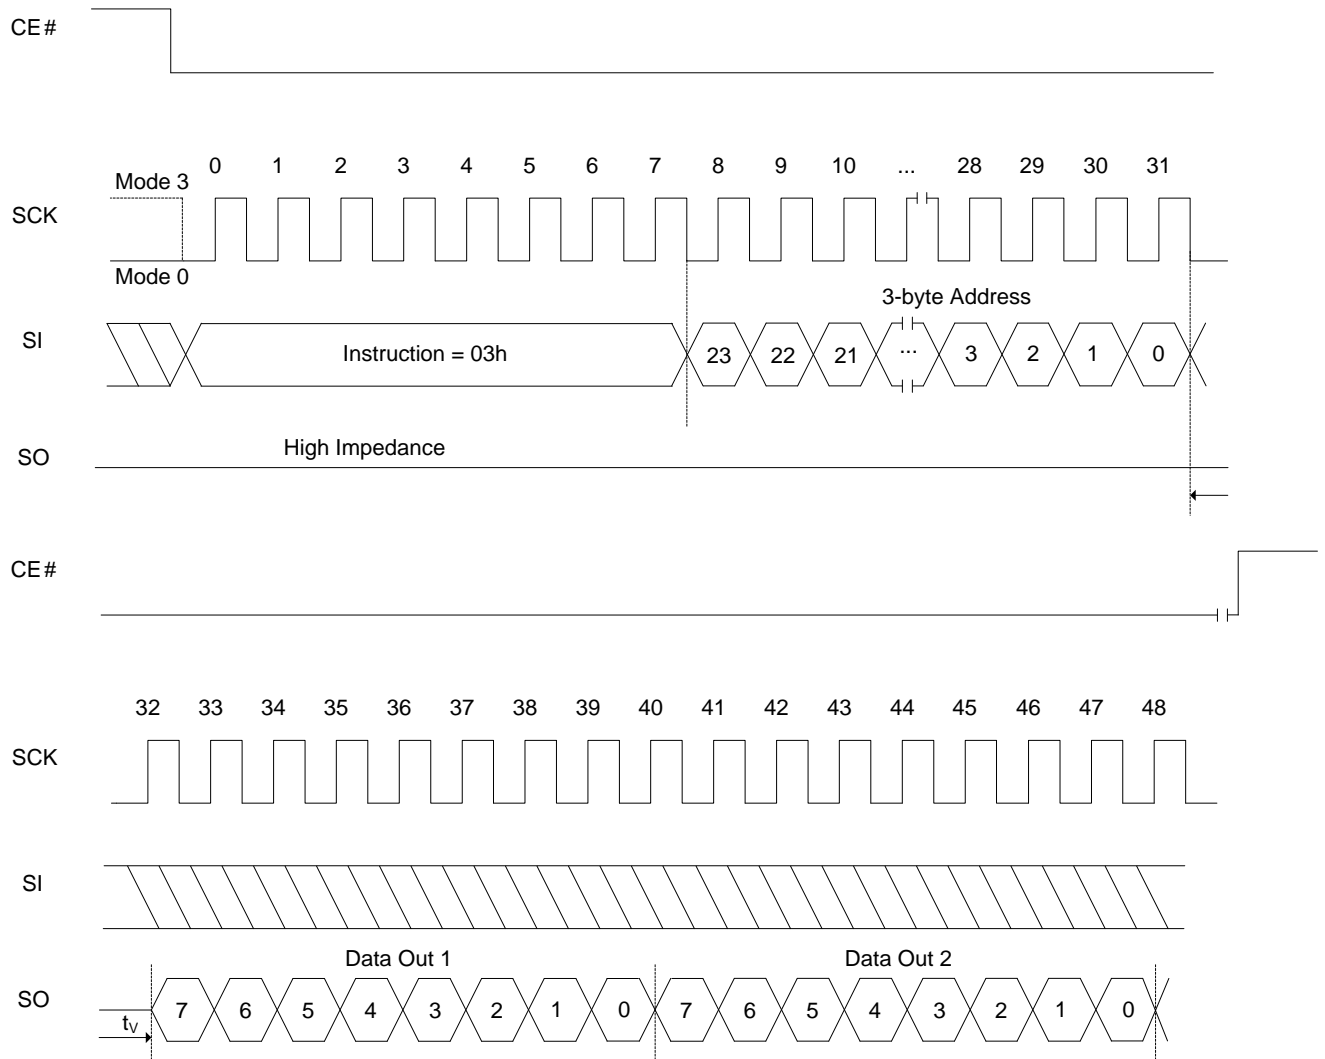 CE#
0 1 2 3 4 5 6 7 8 9 10 ... 28 29 30 31
Mode 3
SCK
Mode 0
3-byte Address
SI
Instruction = 03h
23 22 21 ... 3 2 1 0
High Impedance
SO
CE#
32 33 34 35 36 37 38 39 40 41 42 43 44 45 46 47 48
SCK
SI
Data Out 1 Data Out 2
SO
7 6 5 4 3 2 1 0 7 6 5 4 3 2 1 0
tV